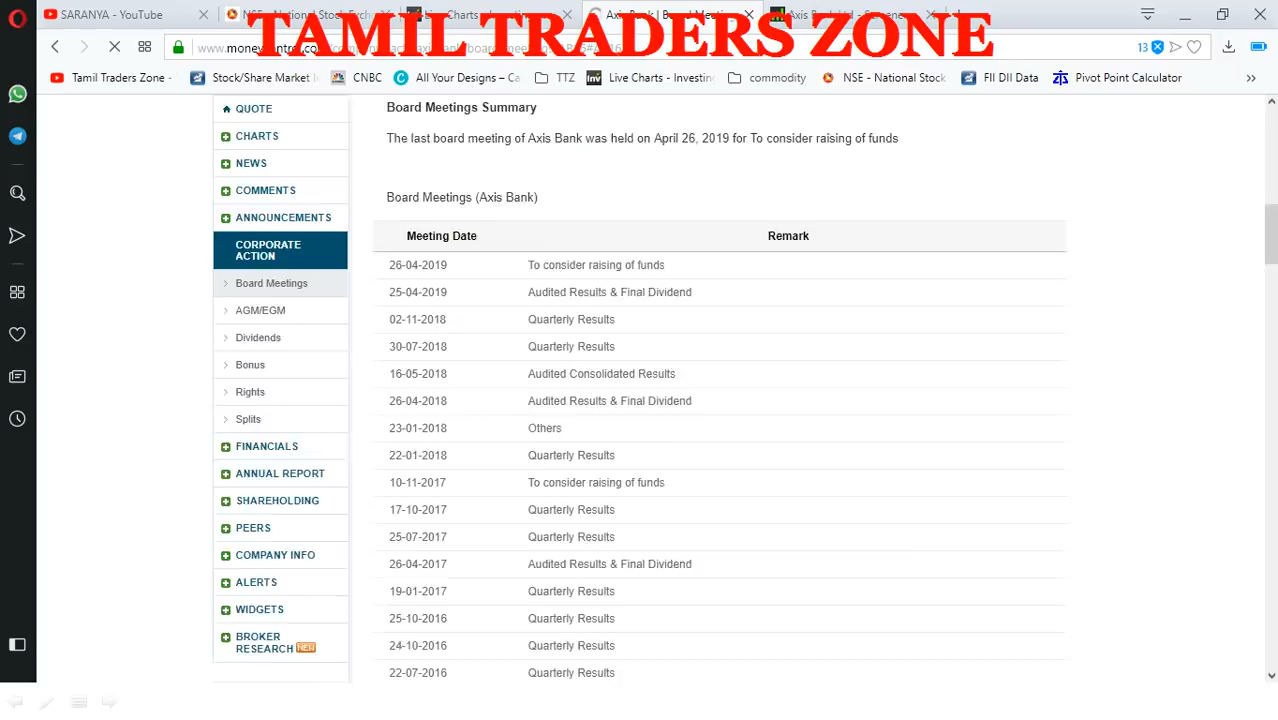 SARANYA - YouTube
TAMIL TRADERS ZONE
13
Tamil Traders Zone -
Stock/Share Market
CNBC
All Your Designs – Ca
TTZ
Live Charts - Investin
commodity
NSE - National Stock
FII DII Data
Pivot Point Calculator
QUOTE
CHARTS
NEWS
COMMENTS
ANNOUNCEMENTS
CORPORATE
ACTION
Board Meetings
AGM/EGM
Dividends
Bonus
Rights
Splits
FINANCIALS
ANNUAL REPORT
SHAREHOLDING
PEERS
COMPANY INFO
ALERTS
WIDGETS
BROKER
RESEARCH NEW
Board Meetings Summary
The last board meeting of Axis Bank was held on April 26, 2019 for To consider raising of funds
Board Meetings (Axis Bank)
Meeting Date Remark
26-04-2019 To consider raising of funds
25-04-2019 Audited Results & Final Dividend
02-11-2018 Quarterly Results
30-07-2018 Quarterly Results
16-05-2018 Audited Consolidated Results
26-04-2018 Audited Results & Final Dividend
23-01-2018 Others
22-01-2018 Quarterly Results
10-11-2017 To consider raising of funds
17-10-2017 Quarterly Results
25-07-2017 Quarterly Results
26-04-2017 Audited Results & Final Dividend
19-01-2017 Quarterly Results
25-10-2016 Quarterly Results
24-10-2016 Quarterly Results
22-07-2016 Quarterly Results